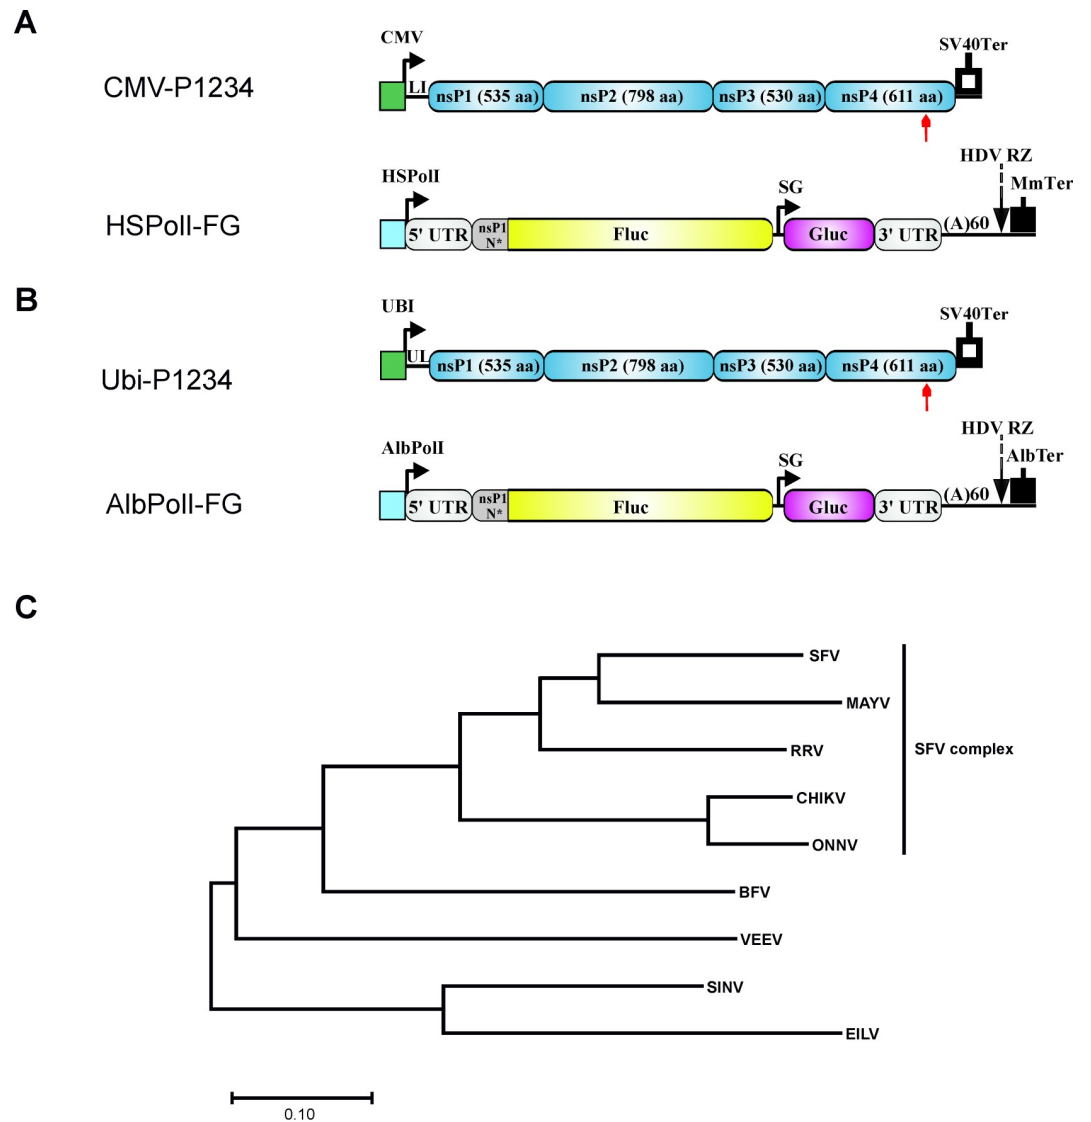 A
CMV-P1234
CMV
LI
nsP1 (535 aa) nsP2 (798 aa) nsP3 (530 aa) nsP4 (611 aa)
SV40Ter
HSPolI-FG
HSPolI
5' UTR
nsP1
N*
Fluc
SG
Gluc
3' UTR
(A)60
HDV RZ
MmTer
B
Ubi-P1234
UBI
UL
nsP1 (535 aa) nsP2 (798 aa) nsP3 (530 aa) nsP4 (611 aa)
SV40Ter
AlbPolI-FG
AlbPolI
5' UTR
nsP1
N*
Fluc
SG
Gluc
3' UTR
(A)60
HDV RZ
AlbTer
C
SFV
MAYV
RRV
CHIKV
ONNV
SFV complex
BFV
VEEV
SINV
EILV
0.10